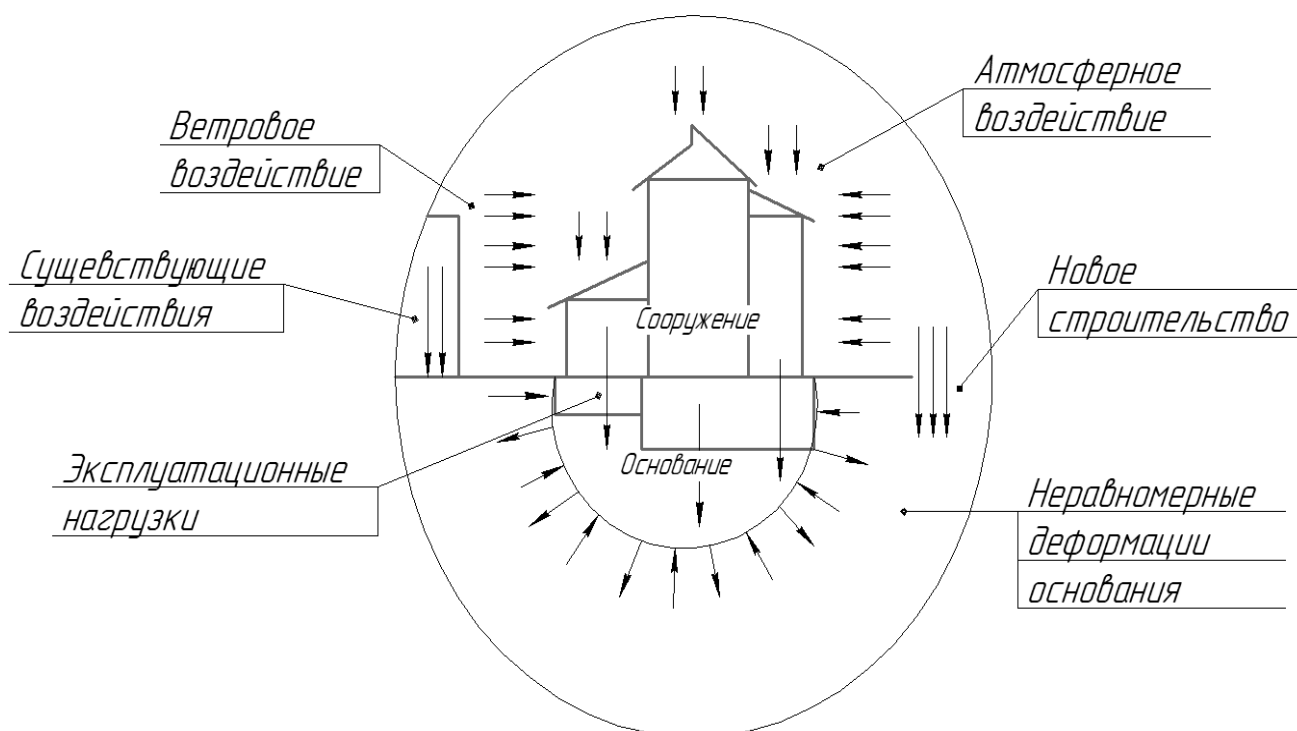 Атмосферное
воздействие
Ветровое
воздействие
Сущевствующие
воздействия
Новое
строительство
Сооружение
Основание
Эксплуатационные
нагрузки
Неравномерные
деформации
основания